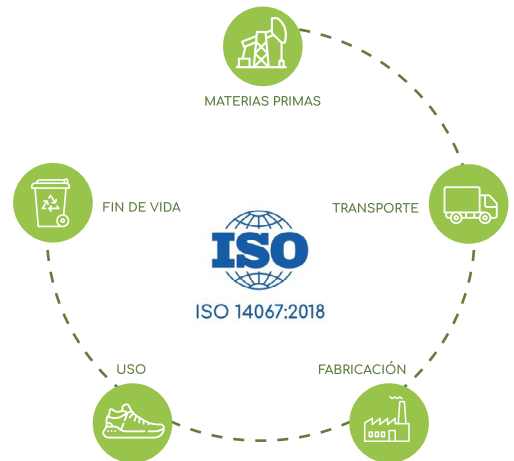 MATERIAS PRIMAS
FIN DE VIDA
TRANSPORTE
ISO
ISO 14067:2018
USO
FABRICACIÓN